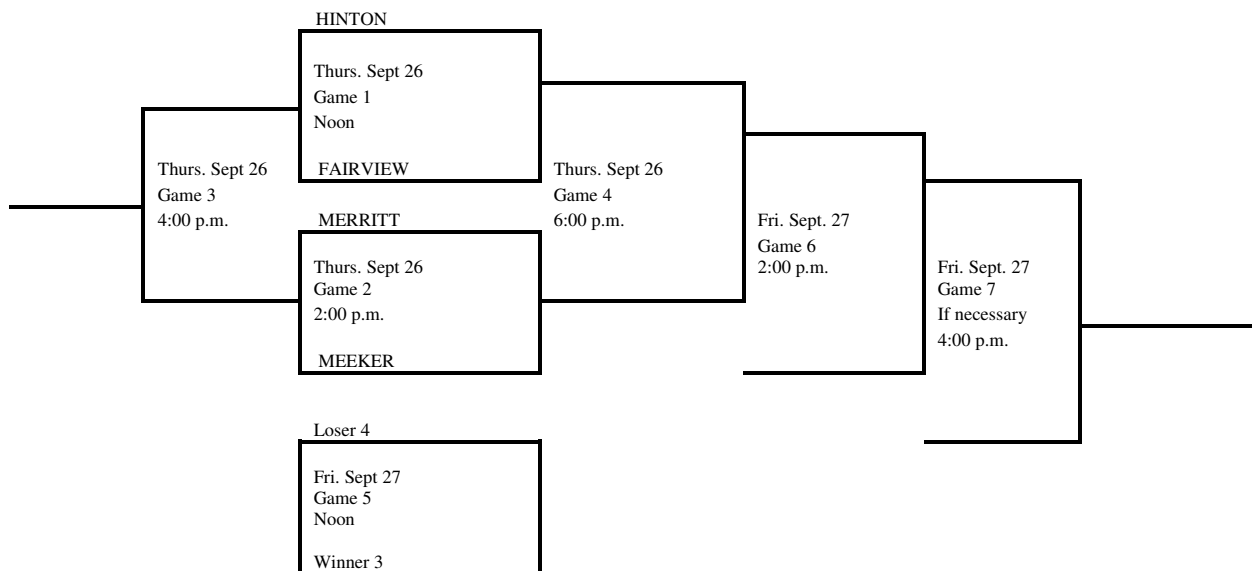 HINTON
Thurs. Sept 26
Game 1
Noon
FAIRVIEW
Thurs. Sept 26
Game 3
4:00 p.m.
Thurs. Sept 26
Game 4
6:00 p.m.
MERRITT
Thurs. Sept 26
Game 2
2:00 p.m.
MEEKER
Fri. Sept. 27
Game 6
2:00 p.m.
Fri. Sept. 27
Game 7
If necessary
4:00 p.m.
Loser 4
Fri. Sept 27
Game 5
Noon
Winner 3